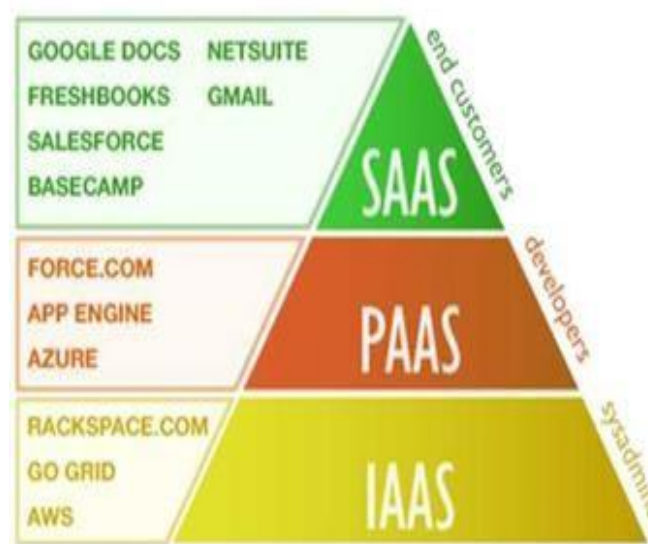 GOOGLE DOCS NETSUITE
FRESHBOOKS GMAIL
SALESFORCE
BASECAMP
SAAS
end customers
FORCE.COM
APP ENGINE
AZURE
PAAS
developers
RACKSPACE.COM
GO GRID
AWS
IAAS
sysadmins